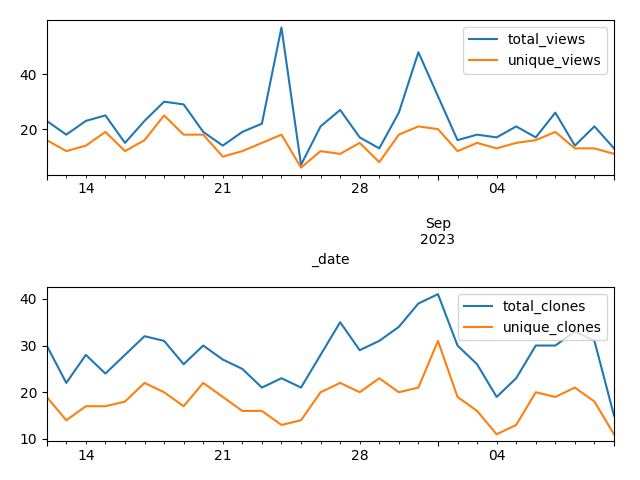 total_views
unique_views
40
20
14 21 28 04
Sep
2023
_date
total_clones
unique_clones
40
30
20
10
14 21 28 04